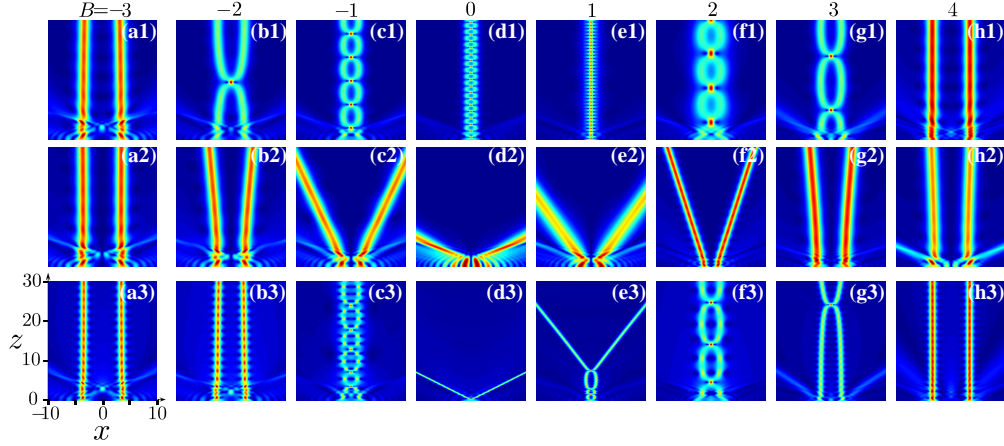 B=−3 −2 −1 0 1 2 3 4
(a1) (b1) (c1) (d1) (e1) (f1) (g1) (h1)
(a2) (b2) (c2) (d2) (e2) (f2) (g2) (h2)
(a3) (b3) (c3) (d3) (e3) (f3) (g3) (h3)
30
20
z
10
0
−10 0 10
x